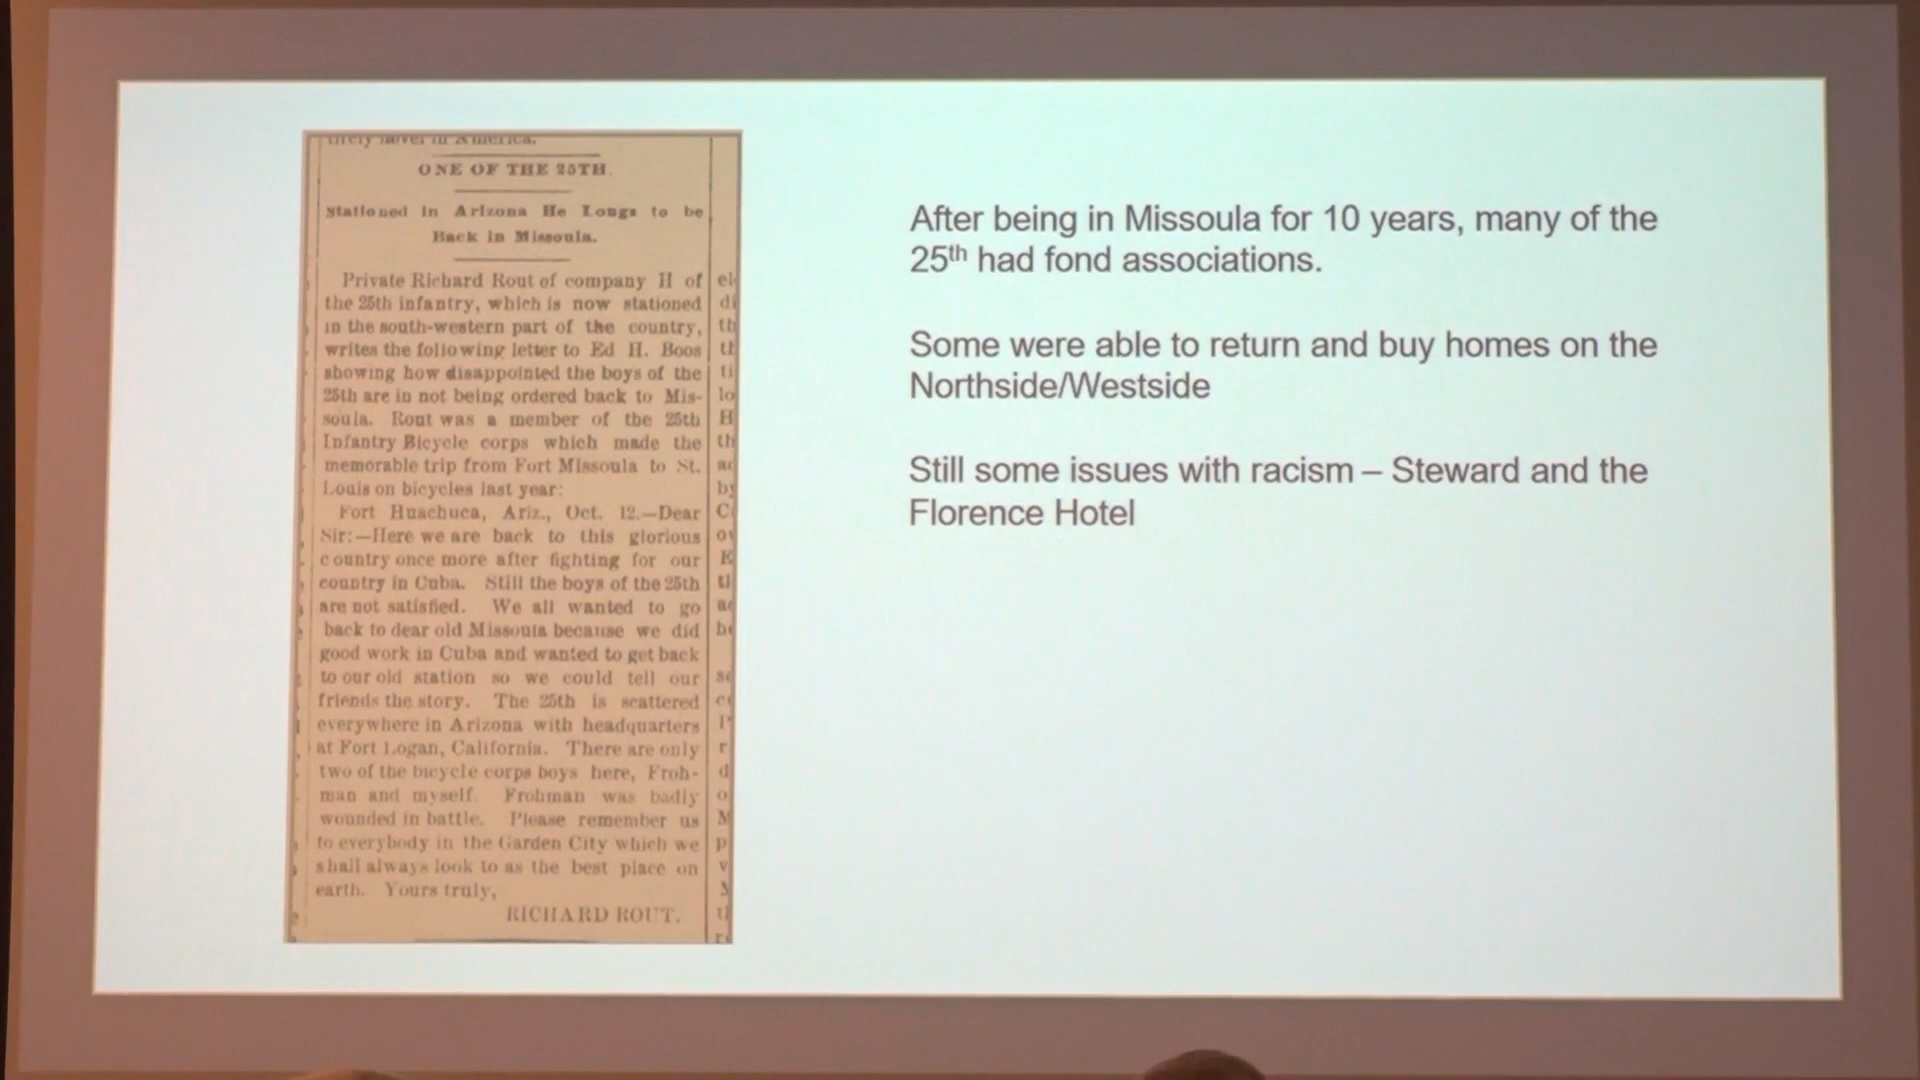 ONE OF THE 25TH.
Stationed in Arizona He Longs to be
Back in Missoula.
Private Richard Rout of company H of
the 25th infantry, which is now stationed
in the south-western part of the country,
writes the following letter to Ed H. Boos
showing how disappointed the boys of the
25th are in not being ordered back to Mis-
soula. Rout was a member of the 25th
Infantry Bicycle corps which made the
memorable trip from Fort Missoula to St.
Louis on bicycles last year:
Fort Huachuca, Ariz., Oct. 12.—Dear
Sir:—Here we are back to this glorious
country once more after fighting for our
country in Cuba. Still the boys of the 25th
are not satisfied. We all wanted to go
back to dear old Missoula because we did
good work in Cuba and wanted to get back
to our old station so we could tell our
friends the story. The 25th is scattered
everywhere in Arizona with headquarters
at Fort Logan, California. There are only
two of the bicycle corps boys here, Froh-
man and myself. Frohman was badly
wounded in battle. Please remember us
to everybody in the Garden City which we
shall always look to as the best place on
earth. Yours truly,
RICHARD ROUT.
After being in Missoula for 10 years, many of the
25th had fond associations.
Some were able to return and buy homes on the
Northside/Westside
Still some issues with racism – Steward and the
Florence Hotel